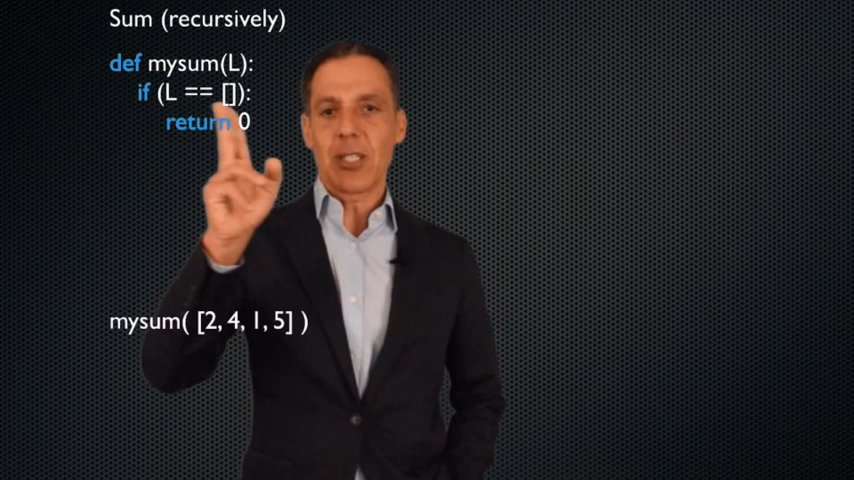 Sum (recursively)
def mysum(L):
if (L == []):
return 0
mysum( [2, 4, 1, 5] )